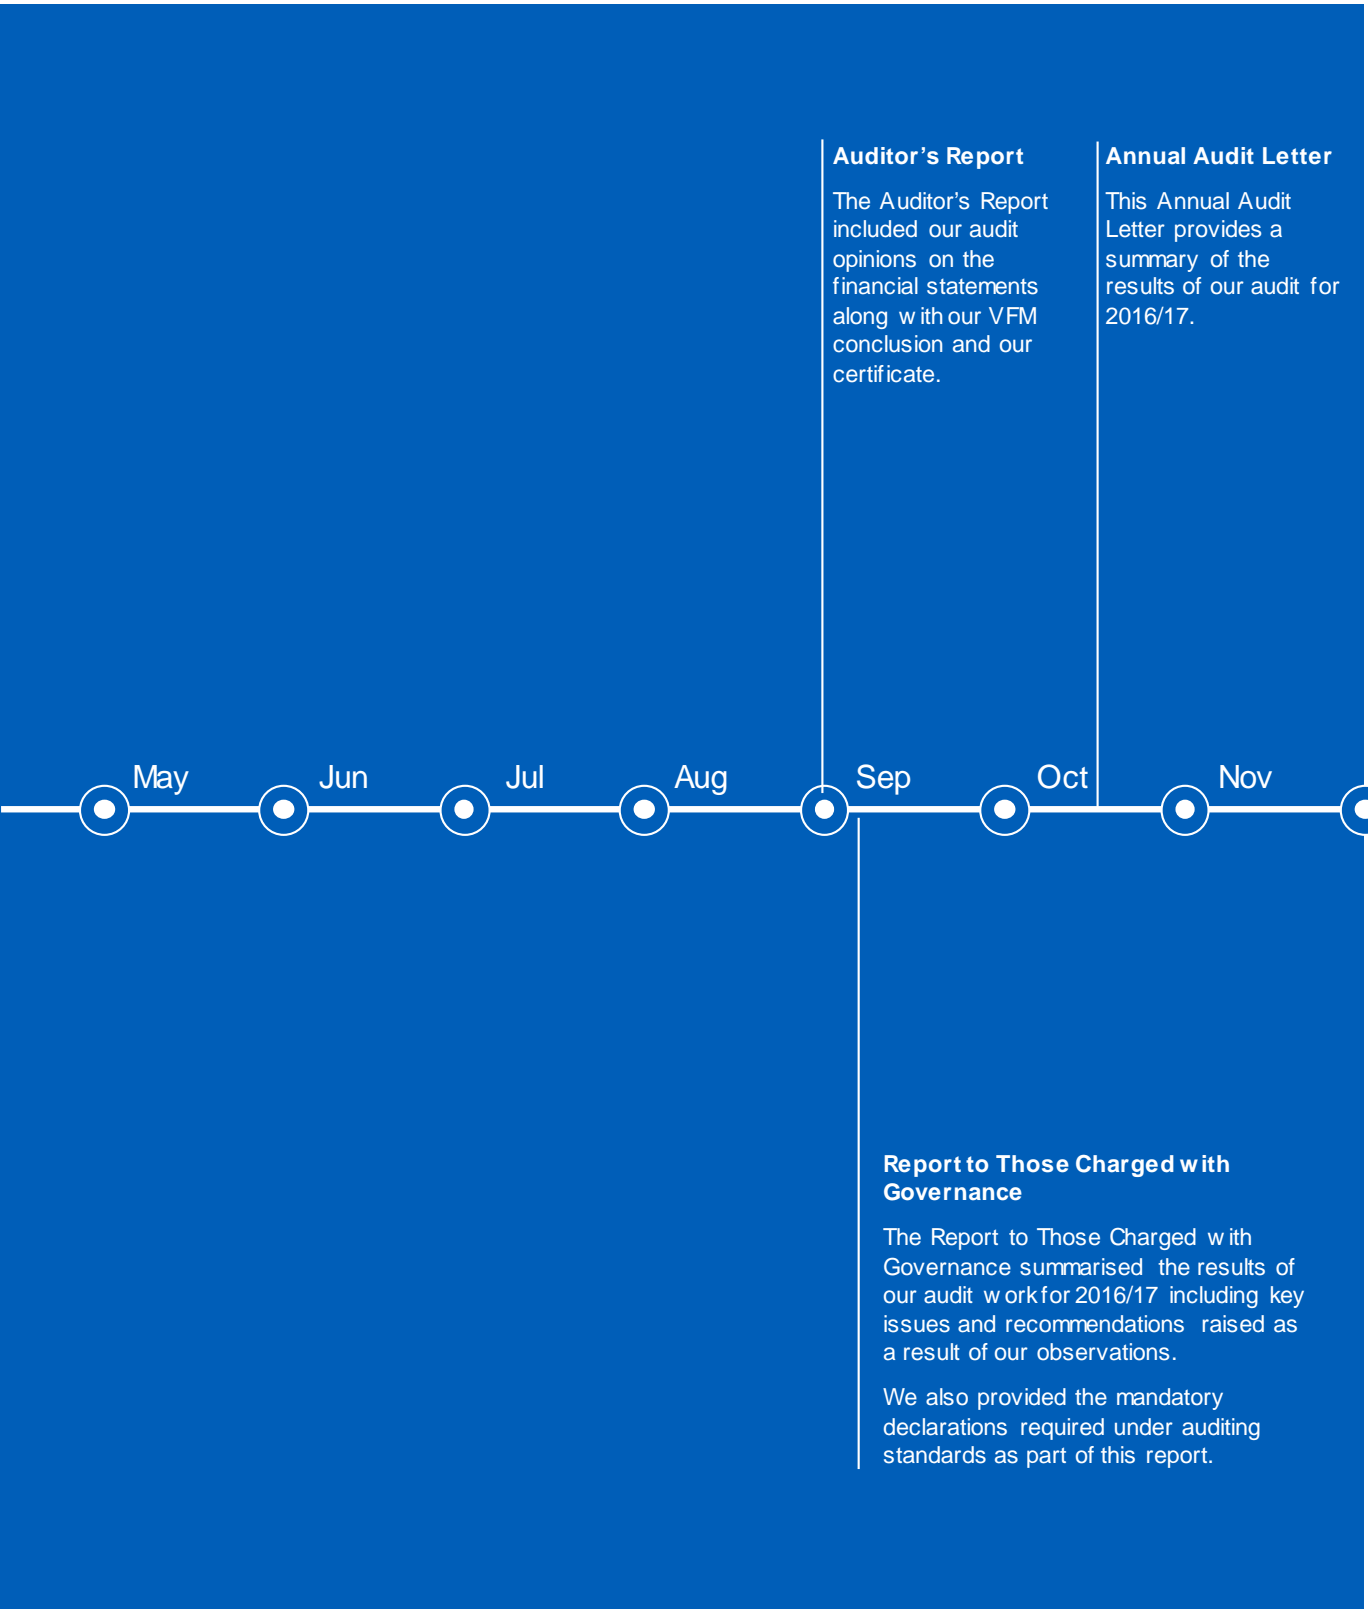 Auditor's Report
The Auditor's Report
included our audit
opinions on the
financial statements
along with our VFM
conclusion and our
certificate.
Annual Audit Letter
This Annual Audit
Letter provides a
summary of the
results of our audit for
2016/17.
May
Jun
Jul
Aug
Sep
Oct
Nov
Report to Those Charged with
Governance
The Report to Those Charged with
Governance summarised the results of
our audit work for 2016/17 including key
issues and recommendations raised as
a result of our observations.
We also provided the mandatory
declarations required under auditing
standards as part of this report.